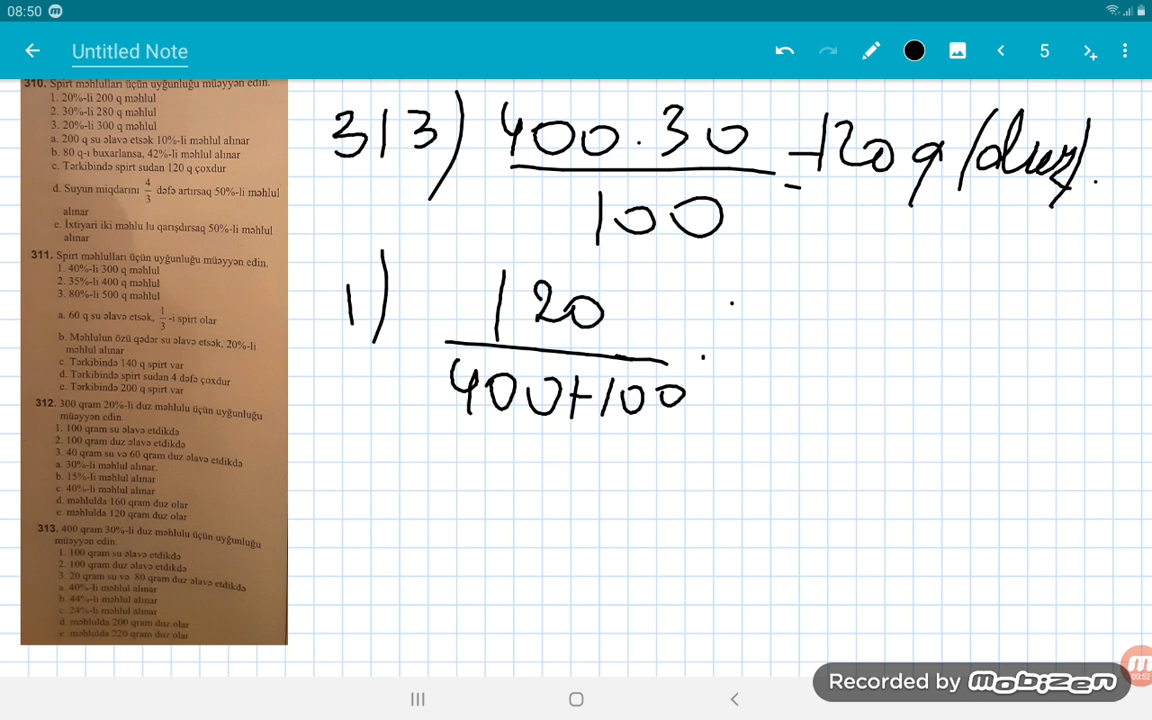 08:50
Untitled Note
5
310. Spirt məhlulları üçün uyğunluğu müəyyən edin.
1. 20%-li 200 q məhlul
2. 30%-li 280 q məhlul
3. 20%-li 300 q məhlul
a. 200 q su əlavə etsək 10%-li məhlul alınar
b. 80 q-ı buxarlansa, 42%-li məhlul alınar
c. Tərkibində spirt sudan 120 q çoxdur
d. Suyun miqdarını 4/3 dəfə artırsaq 50%-li məhlul
alınar
e. İxtiyari iki məhlu lu qarışdırsaq 50%-li məhlul
alınar
311. Spirt məhlulları üçün uyğunluğu müəyyən edin.
1. 40%-li 300 q məhlul
2. 35%-li 400 q məhlul
3. 80%-li 500 q məhlul
a. 60 q su əlavə etsək, 1/3-i spirt olar
b. Məhlulun özü qədər su əlavə etsək, 20%-li
məhlul alınar
c. Tərkibində 140 q spirt var
d. Tərkibində spirt sudan 4 dəfə çoxdur
e. Tərkibində 200 q spirt var
312. 300 qram 20%-li duz məhlulu üçün uyğunluğu
müəyyən edin.
1. 100 qram su əlavə etdikdə
2. 100 qram duz əlavə etdikdə
3. 40 qram su və 60 qram duz əlavə etdikdə
a. 30%-li məhlul alınar.
b. 15%-li məhlul alınar
c. 40%-li məhlul alınar
d. məhlulda 160 qram duz olar
e. məhlulda 120 qram duz olar
313. 400 qram 30%-li duz məhlulu üçün uyğunluğu
müəyyən edin.
1. 100 qram su əlavə etdikdə
2. 100 qram duz əlavə etdikdə
3. 20 qram su və 80 qram duz əlavə etdikdə
a. 40%-li məhlul alınar
b. 44%-li məhlul alınar
c. 24%-li məhlul alınar
d. məhlulda 200 qram duz olar
e. məhlulda 220 qram duz olar
313) 400 . 30 / 100 = 120 q /duz/.
1) 120 / 400+100
Recorded by mobizen
00:52